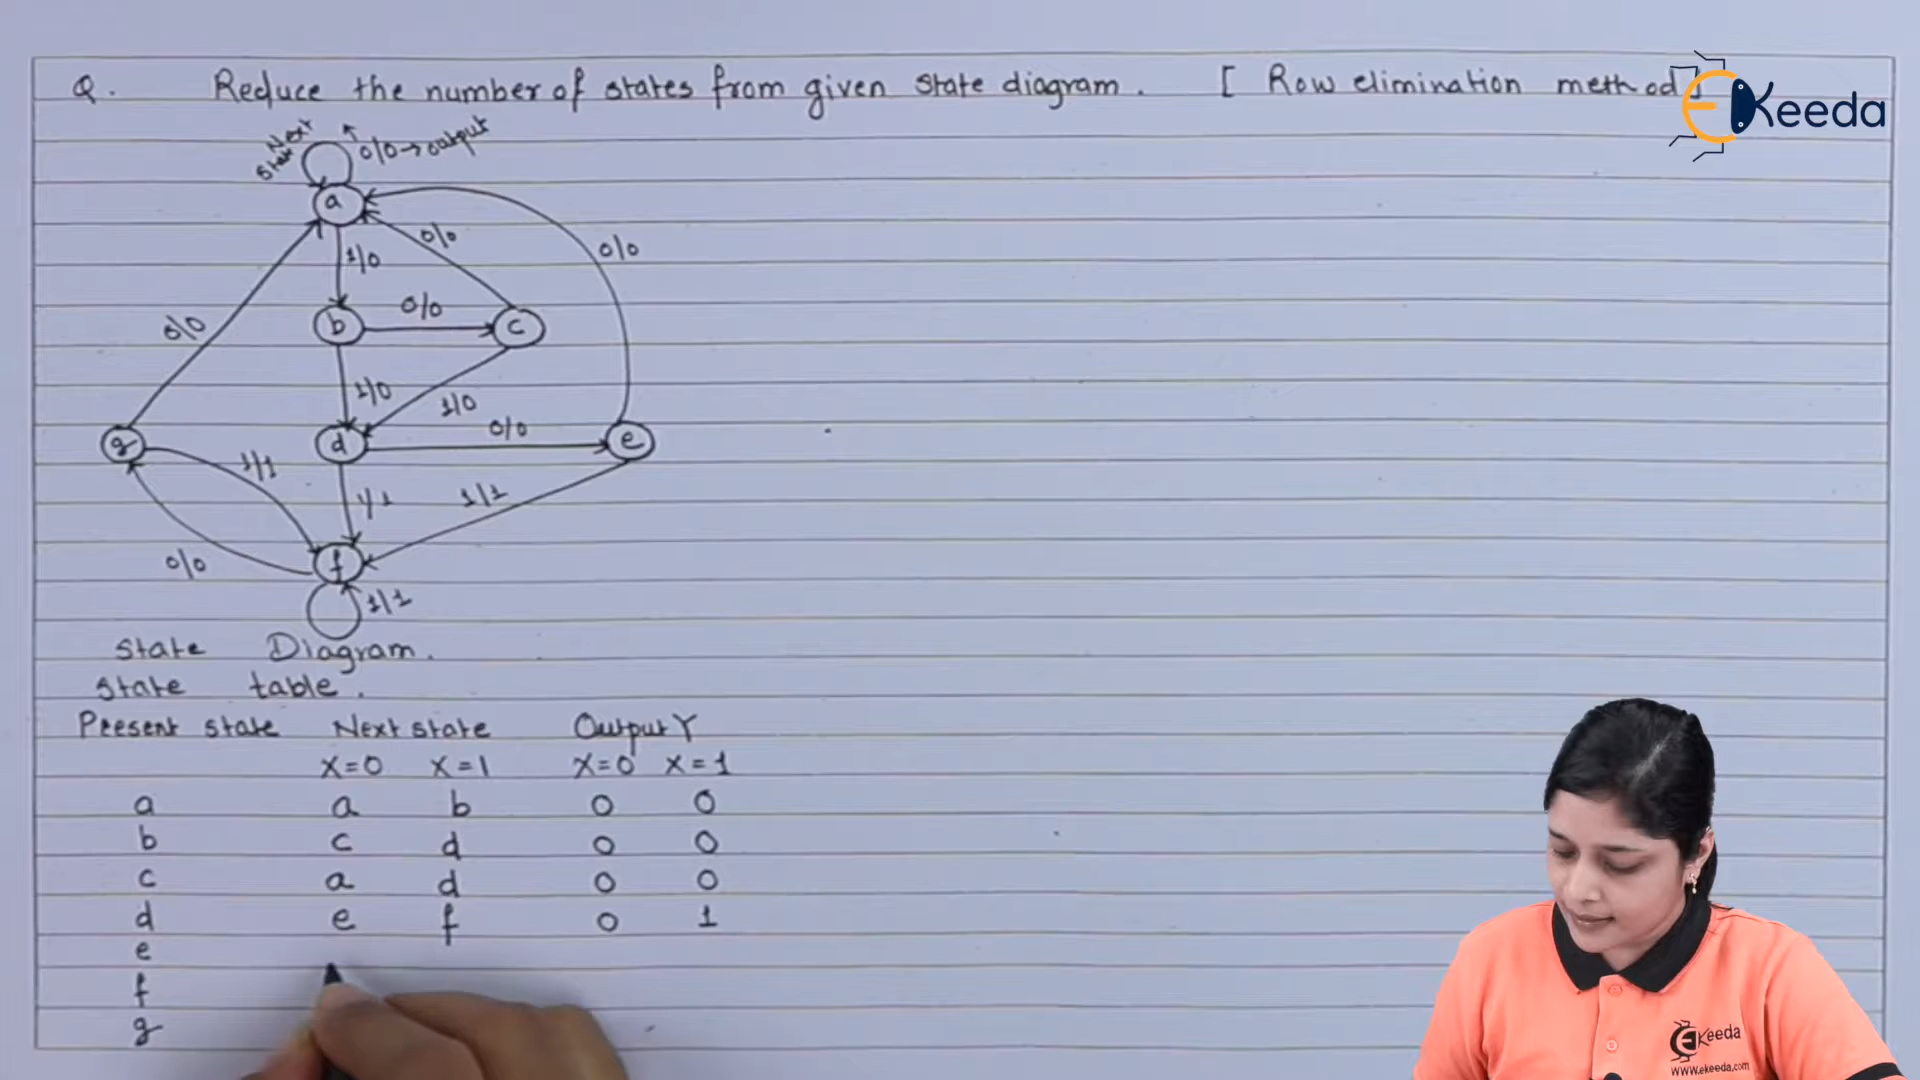 Q. Reduce the number of states from given state diagram. [ Row elimination method]
Keeda
Next
State
0/0 → output
a
0/0
1/0
0/0
0/0
0/0
b
c
1/0
1/0
g
d
0/0
e
1/1
1/1
1/1
0/0
f
1/1
State Diagram.
State table.
Present state Next state Output Y
X=0 X=1 X=0 X=1
a a b 0 0
b c d 0 0
c a d 0 0
d e f 0 1
e
f
g
Keeda
www.ekeeda.com